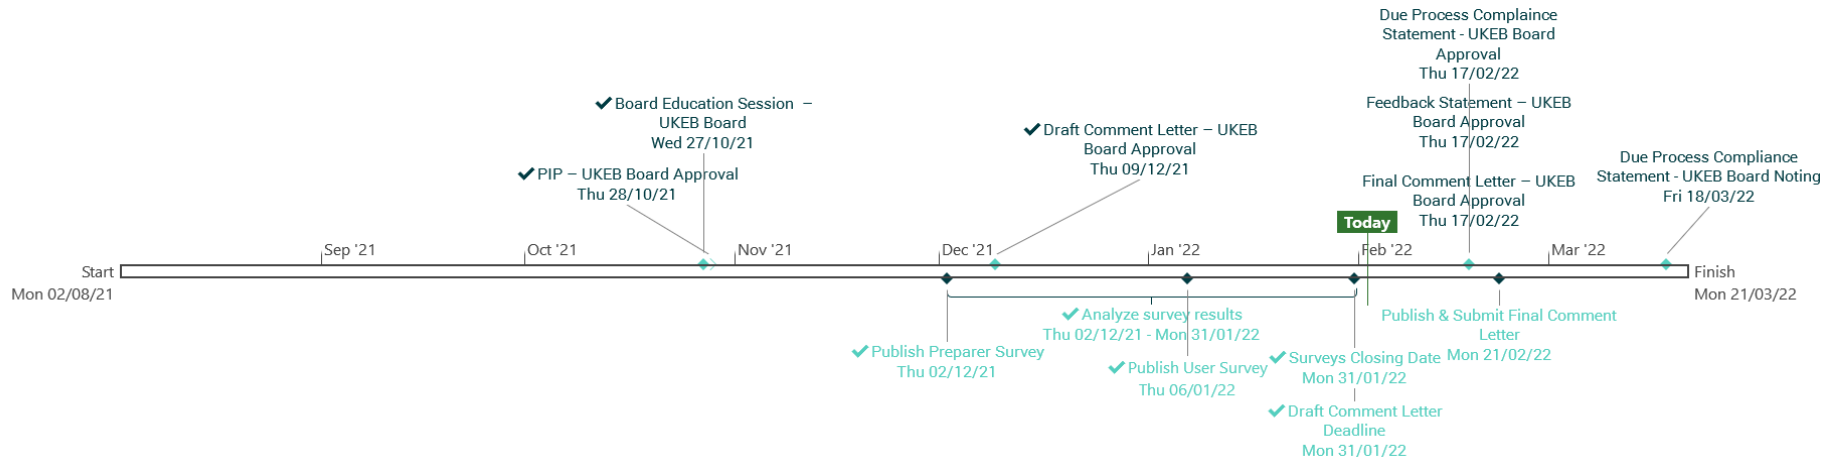 Due Process Complaince
Statement - UKEB Board
Approval
Thu 17/02/22
✔ Board Education Session –
UKEB Board
Wed 27/10/21
Feedback Statement – UKEB
Board Approval
Thu 17/02/22
✔ Draft Comment Letter – UKEB
Board Approval
Thu 09/12/21
Due Process Compliance
Statement - UKEB Board Noting
Fri 18/03/22
✔ PIP – UKEB Board Approval
Thu 28/10/21
Final Comment Letter – UKEB
Board Approval
Thu 17/02/22
Today
Sep '21
Oct '21
Nov '21
Dec '21
Jan '22
Feb '22
Mar '22
Start
Mon 02/08/21
Finish
Mon 21/03/22
✔ Analyze survey results
Thu 02/12/21 - Mon 31/01/22
Publish & Submit Final Comment
Letter
Mon 21/02/22
✔ Publish Preparer Survey
Thu 02/12/21
✔ Publish User Survey
Thu 06/01/22
✔ Surveys Closing Date
Mon 31/01/22
✔ Draft Comment Letter
Deadline
Mon 31/01/22